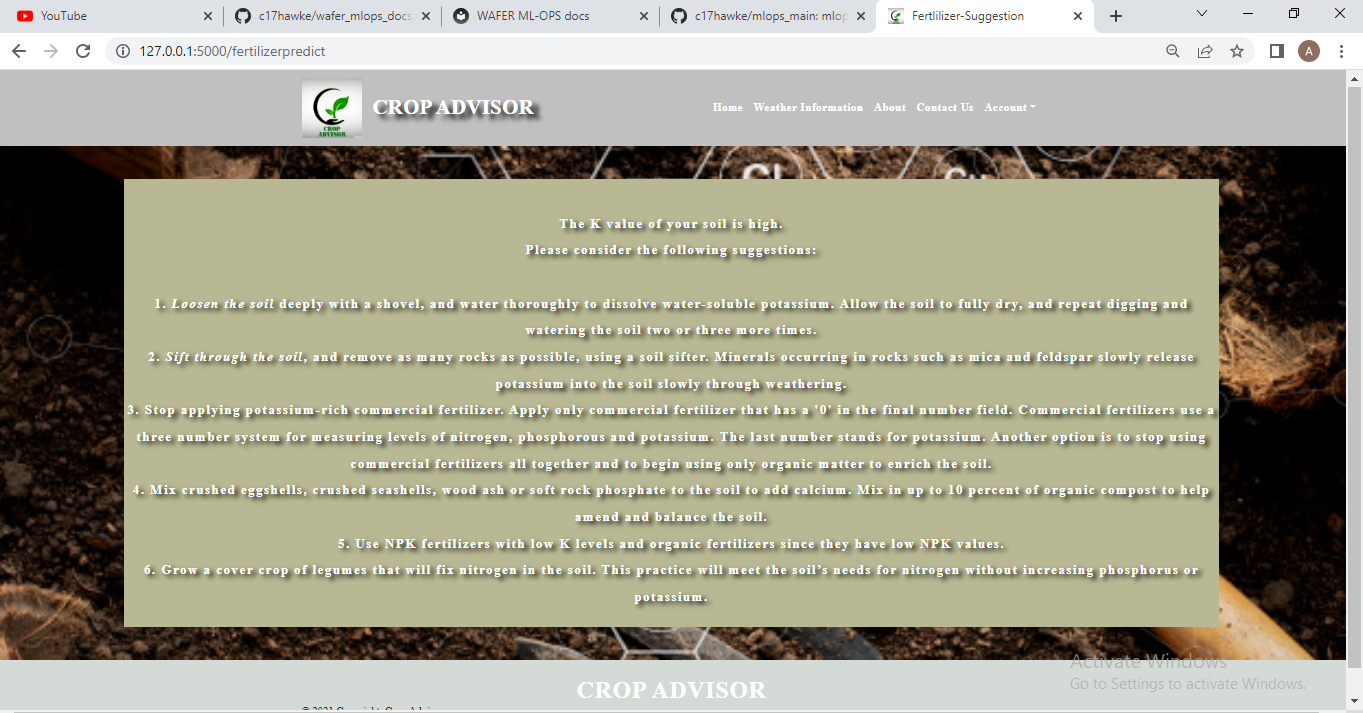 YouTube
c17hawke/wafer_mlops_docs
WAFER ML-OPS docs
c17hawke/mlops_main: mlop
Fertlilizer-Suggestion
127.0.0.1:5000/fertilizerpredict
A
CROP ADVISOR
CROP
ADVISOR
Home Weather Information About Contact Us Account
The K value of your soil is high.
Please consider the following suggestions:
1. Loosen the soil deeply with a shovel, and water thoroughly to dissolve water-soluble potassium. Allow the soil to fully dry, and repeat digging and
watering the soil two or three more times.
2. Sift through the soil, and remove as many rocks as possible, using a soil sifter. Minerals occurring in rocks such as mica and feldspar slowly release
potassium into the soil slowly through weathering.
3. Stop applying potassium-rich commercial fertilizer. Apply only commercial fertilizer that has a '0' in the final number field. Commercial fertilizers use a
three number system for measuring levels of nitrogen, phosphorous and potassium. The last number stands for potassium. Another option is to stop using
commercial fertilizers all together and to begin using only organic matter to enrich the soil.
4. Mix crushed eggshells, crushed seashells, wood ash or soft rock phosphate to the soil to add calcium. Mix in up to 10 percent of organic compost to help
amend and balance the soil.
5. Use NPK fertilizers with low K levels and organic fertilizers since they have low NPK values.
6. Grow a cover crop of legumes that will fix nitrogen in the soil. This practice will meet the soil's needs for nitrogen without increasing phosphorus or
potassium.
Activate Windows
Go to Settings to activate Windows.
CROP ADVISOR